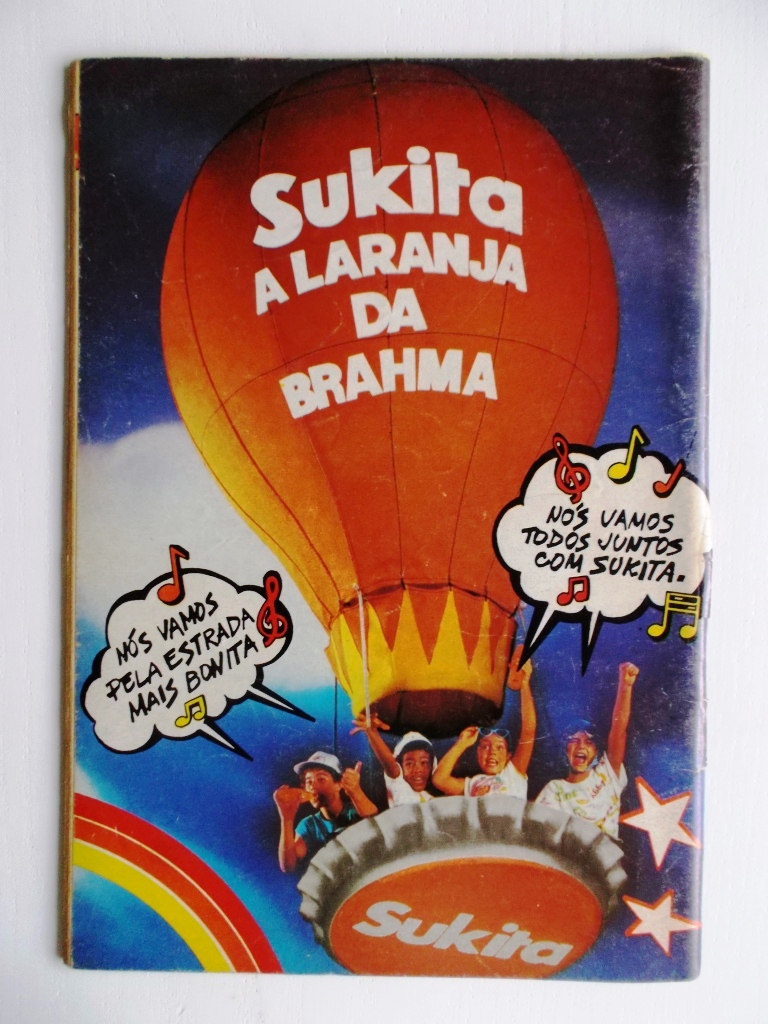 Sukita
A LARANJA
DA
BRAHMA
NÓS VAMOS
TODOS JUNTOS
COM SUKITA.
NÓS VAMOS
PELA ESTRADA
MAIS BONITA
Sukita